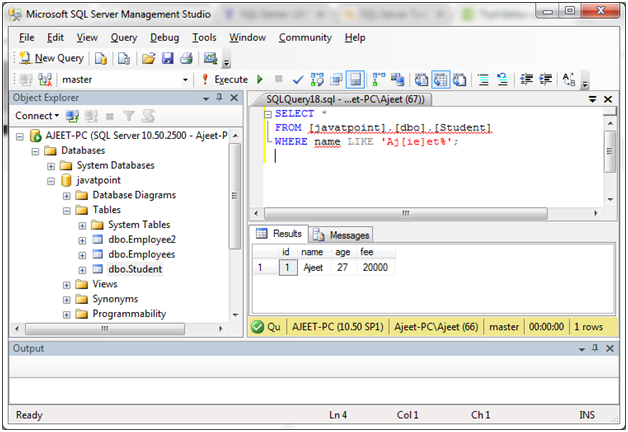 Microsoft SQL Server Management Studio
File Edit View Query Debug Tools Window Community Help
New Query
master Execute
Object Explorer
Connect
AJEET-PC (SQL Server 10.50.2500 - Ajeet-P
Databases
System Databases
javatpoint
Database Diagrams
Tables
System Tables
dbo.Employee2
dbo.Employees
dbo.Student
Views
Synonyms
Programmability
SQLQuery18.sql - ...et-PC\Ajeet (67))
SELECT *
FROM [javatpoint].[dbo].[Student]
WHERE name LIKE 'Aj[ie]et%';
Results Messages
id name age fee
1 1 Ajeet 27 20000
Qu AJEET-PC (10.50 SP1) Ajeet-PC\Ajeet (66) master 00:00:00 1 rows
Output
Ready Ln 4 Col 1 Ch 1 INS